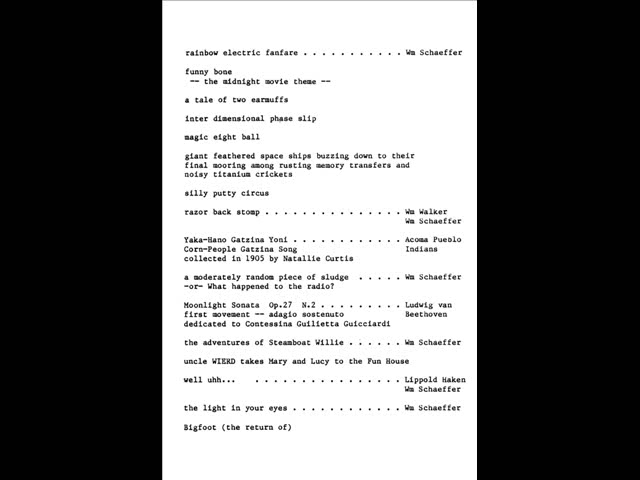 rainbow electric fanfare . . . . . . . . . . . Wm Schaeffer
funny bone
-- the midnight movie theme --
a tale of two earmuffs
inter dimensional phase slip
magic eight ball
giant feathered space ships buzzing down to their
final mooring among rusting memory transfers and
noisy titanium crickets
silly putty circus
razor back stomp . . . . . . . . . . . . . . . Wm Walker
Wm Schaeffer
Yaka-Hano Gatzina Yoni . . . . . . . . . . . . Acoma Pueblo
Corn-People Gatzina Song Indians
collected in 1905 by Natallie Curtis
a moderately random piece of sludge . . . . . Wm Schaeffer
-or- What happened to the radio?
Moonlight Sonata Op.27 N.2 . . . . . . . . . Ludwig van
first movement -- adagio sostenuto Beethoven
dedicated to Contessina Guilietta Guicciardi
the adventures of Steamboat Willie . . . . . . Wm Schaeffer
uncle WIERD takes Mary and Lucy to the Fun House
well uhh... . . . . . . . . . . . . . . . . Lippold Haken
Wm Schaeffer
the light in your eyes . . . . . . . . . . . . Wm Schaeffer
Bigfoot (the return of)